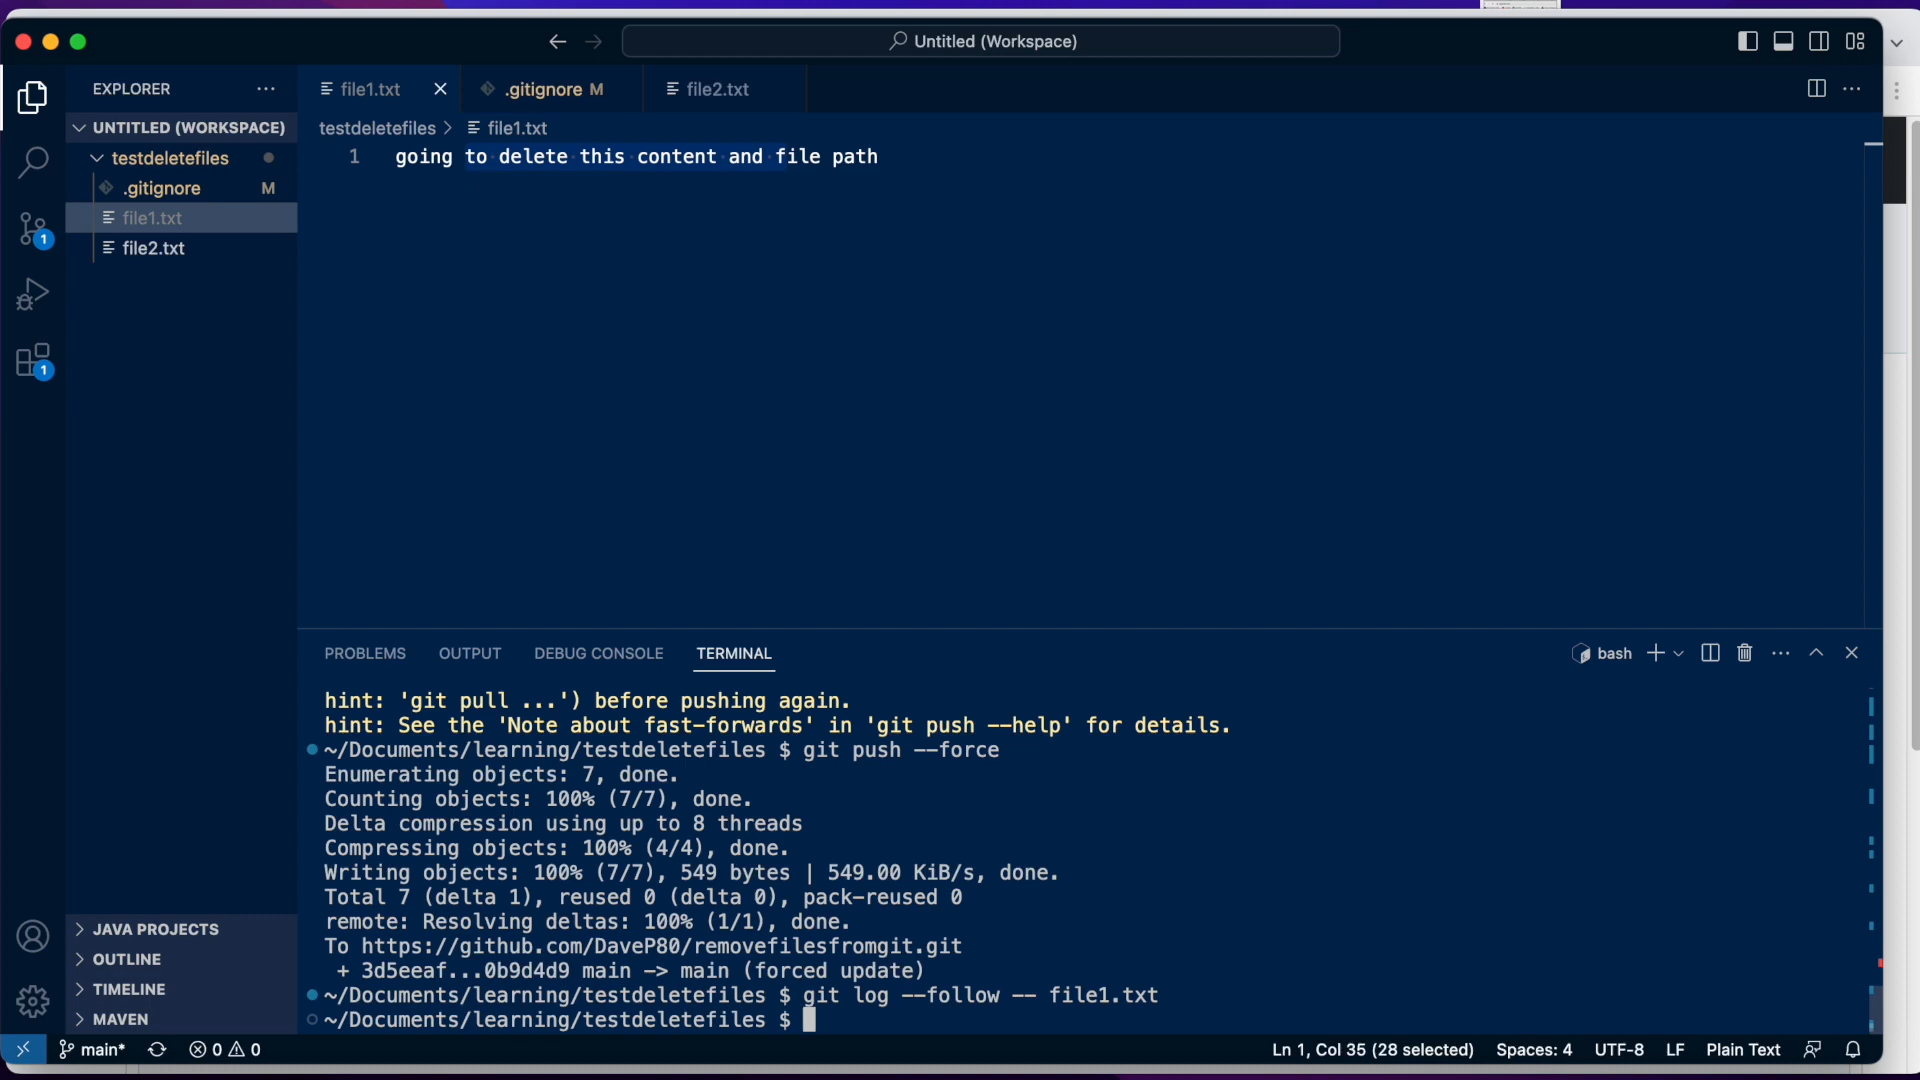 Untitled (Workspace)
EXPLORER
file1.txt
.gitignore M
file2.txt
UNTITLED (WORKSPACE)
testdeletefiles > file1.txt
testdeletefiles
1 going to delete this content and file path
.gitignore M
file1.txt
file2.txt
1
1
PROBLEMS OUTPUT DEBUG CONSOLE TERMINAL
bash
hint: 'git pull ...') before pushing again.
hint: See the 'Note about fast-forwards' in 'git push --help' for details.
~/Documents/learning/testdeletefiles $ git push --force
Enumerating objects: 7, done.
Counting objects: 100% (7/7), done.
Delta compression using up to 8 threads
Compressing objects: 100% (4/4), done.
Writing objects: 100% (7/7), 549 bytes | 549.00 KiB/s, done.
Total 7 (delta 1), reused 0 (delta 0), pack-reused 0
remote: Resolving deltas: 100% (1/1), done.
To https://github.com/DaveP80/removefilesfromgit.git
+ 3d5eeaf...0b9d4d9 main -> main (forced update)
~/Documents/learning/testdeletefiles $ git log --follow -- file1.txt
~/Documents/learning/testdeletefiles $
JAVA PROJECTS
OUTLINE
TIMELINE
MAVEN
main* 0 0 Ln 1, Col 35 (28 selected) Spaces: 4 UTF-8 LF Plain Text